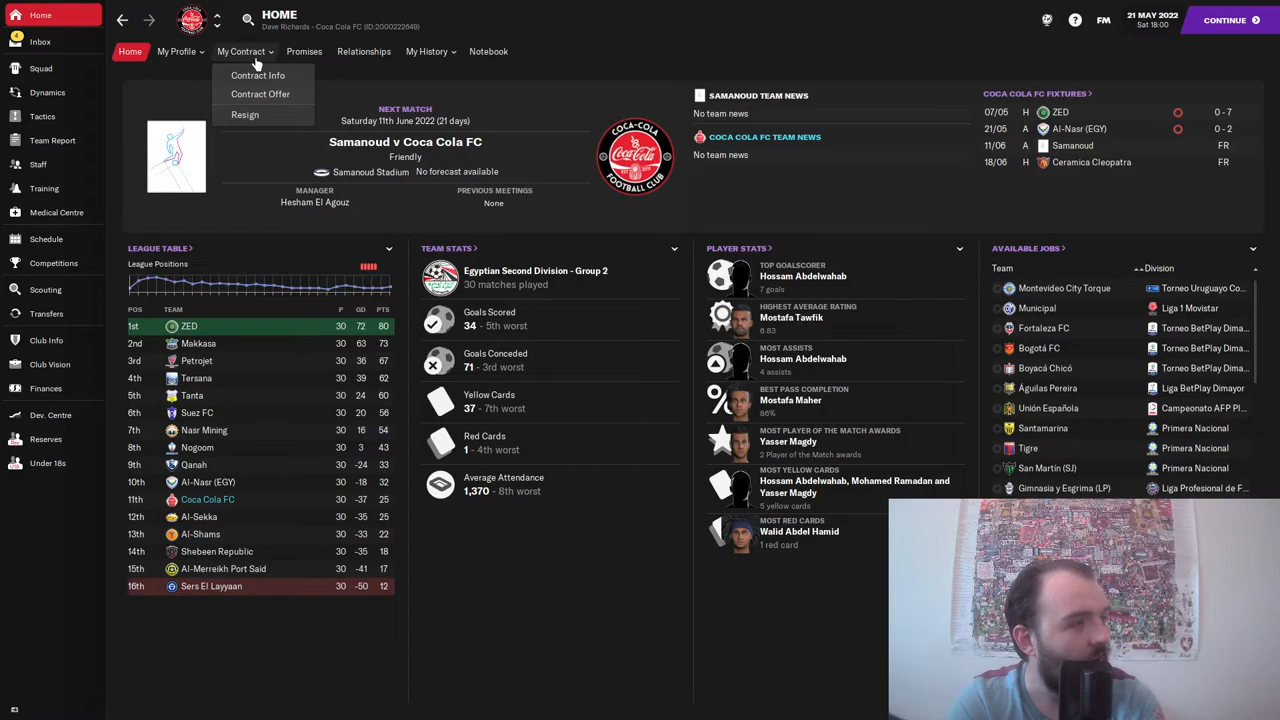 Home
4
Inbox
Squad
Dynamics
Tactics
Team Report
Staff
Training
Medical Centre
Schedule
Competitions
Scouting
Transfers
Club Info
Club Vision
Finances
Dev. Centre
Reserves
Under 18s
HOME
Dave Richards - Coca Cola FC (ID:2000222649)
FM
21 MAY 2022
Sat 18:00
CONTINUE
Home
My Profile
My Contract
Promises
Relationships
My History
Notebook
Contract Info
Contract Offer
Resign
NEXT MATCH
Saturday 11th June 2022 (21 days)
Samanoud v Coca Cola FC
Friendly
Samanoud Stadium No forecast available
MANAGER
Hesham El Agouz
PREVIOUS MEETINGS
None
COCA-COLA
Coca-Cola
FOOTBALL CLUB
SAMANOUD TEAM NEWS
No team news
COCA COLA FC TEAM NEWS
No team news
COCA COLA FC FIXTURES
07/05 H ZED 0 - 7
21/05 A Al-Nasr (EGY) 0 - 2
11/06 A Samanoud FR
18/06 H Ceramica Cleopatra FR
LEAGUE TABLE
League Positions
POS TEAM P GD PTS
1st ZED 30 72 80
2nd Makkasa 30 63 73
3rd Petrojet 30 36 67
4th Tersana 30 39 62
5th Tanta 30 24 60
6th Suez FC 30 20 56
7th Nasr Mining 30 16 54
8th Nogoom 30 3 43
9th Qanah 30 -24 33
10th Al-Nasr (EGY) 30 -18 32
11th Coca Cola FC 30 -37 25
12th Al-Sekka 30 -35 25
13th Al-Shams 30 -33 22
14th Shebeen Republic 30 -35 18
15th Al-Merreikh Port Said 30 -41 17
16th Sers El Layyaan 30 -50 12
TEAM STATS
Egyptian Second Division - Group 2
30 matches played
Goals Scored
34 - 5th worst
Goals Conceded
71 - 3rd worst
Yellow Cards
37 - 7th worst
Red Cards
1 - 4th worst
Average Attendance
1,370 - 8th worst
PLAYER STATS
TOP GOALSCORER
Hossam Abdelwahab
7 goals
HIGHEST AVERAGE RATING
Mostafa Tawfik
6.83
MOST ASSISTS
Hossam Abdelwahab
4 assists
BEST PASS COMPLETION
Mostafa Maher
86%
MOST PLAYER OF THE MATCH AWARDS
Yasser Magdy
2 Player of the Match awards
MOST YELLOW CARDS
Hossam Abdelwahab, Mohamed Ramadan and
Yasser Magdy
5 yellow cards
MOST RED CARDS
Walid Abdel Hamid
1 red card
AVAILABLE JOBS
Team Division
Montevideo City Torque Torneo Uruguayo Co...
Municipal Liga 1 Movistar
Fortaleza FC Torneo BetPlay Dima...
Bogotá FC Torneo BetPlay Dima...
Boyacá Chicó Torneo BetPlay Dima...
Águilas Pereira Liga BetPlay Dimayor
Unión Española Campeonato AFP Pl...
Santamarina Primera Nacional
Tigre Primera Nacional
San Martín (SJ) Primera Nacional
Gimnasia y Esgrima (LP) Liga Profesional de F...